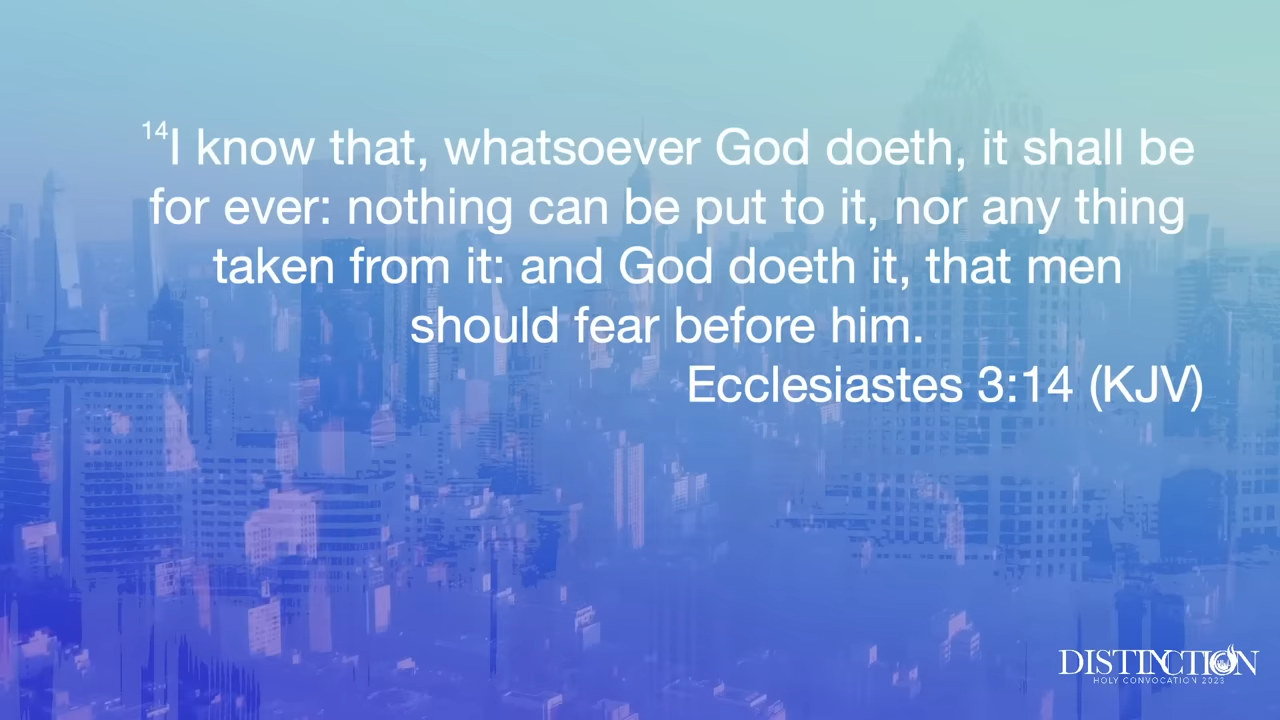 14I know that, whatsoever God doeth, it shall be
for ever: nothing can be put to it, nor any thing
taken from it: and God doeth it, that men
should fear before him.
Ecclesiastes 3:14 (KJV)
DISTINCTION
HOLY CONVOCATION 2023